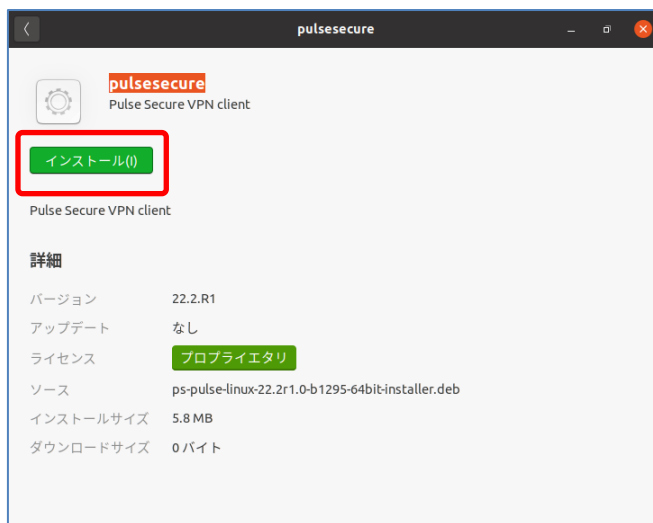 pulsesecure
pulsesecure
Pulse Secure VPN client
インストール(I)
Pulse Secure VPN client
詳細
バージョン 22.2.R1
アップデート なし
ライセンス プロプライエタリ
ソース ps-pulse-linux-22.2r1.0-b1295-64bit-installer.deb
インストールサイズ 5.8 MB
ダウンロードサイズ 0 バイト